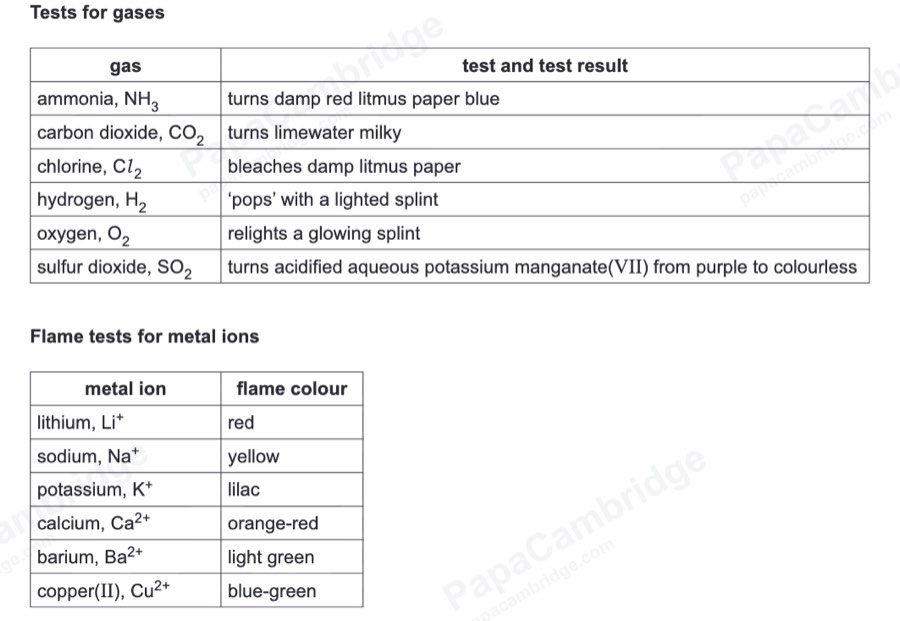 Tests for gases
gas test and test result
ammonia, NH₃ turns damp red litmus paper blue
carbon dioxide, CO₂ turns limewater milky
chlorine, Cl₂ bleaches damp litmus paper
hydrogen, H₂ ‘pops’ with a lighted splint
oxygen, O₂ relights a glowing splint
sulfur dioxide, SO₂ turns acidified aqueous potassium manganate(VII) from purple to colourless
Flame tests for metal ions
metal ion flame colour
lithium, Li⁺ red
sodium, Na⁺ yellow
potassium, K⁺ lilac
calcium, Ca²⁺ orange-red
barium, Ba²⁺ light green
copper(II), Cu²⁺ blue-green
PapaCambridge
papacambridge.com